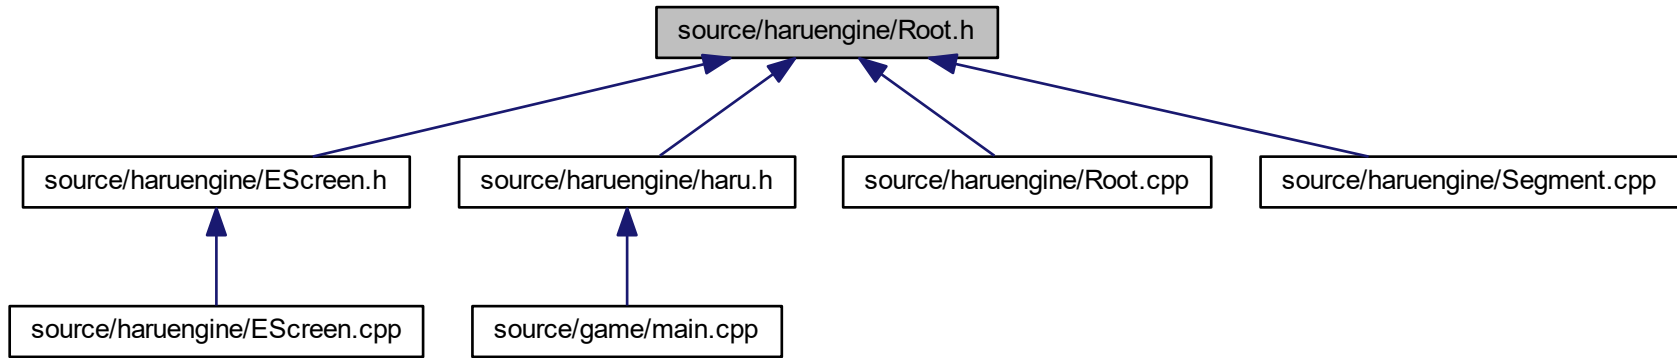 source/haruengine/Root.h
source/haruengine/EScreen.h
source/haruengine/haru.h
source/haruengine/Root.cpp
source/haruengine/Segment.cpp
source/haruengine/EScreen.cpp
source/game/main.cpp